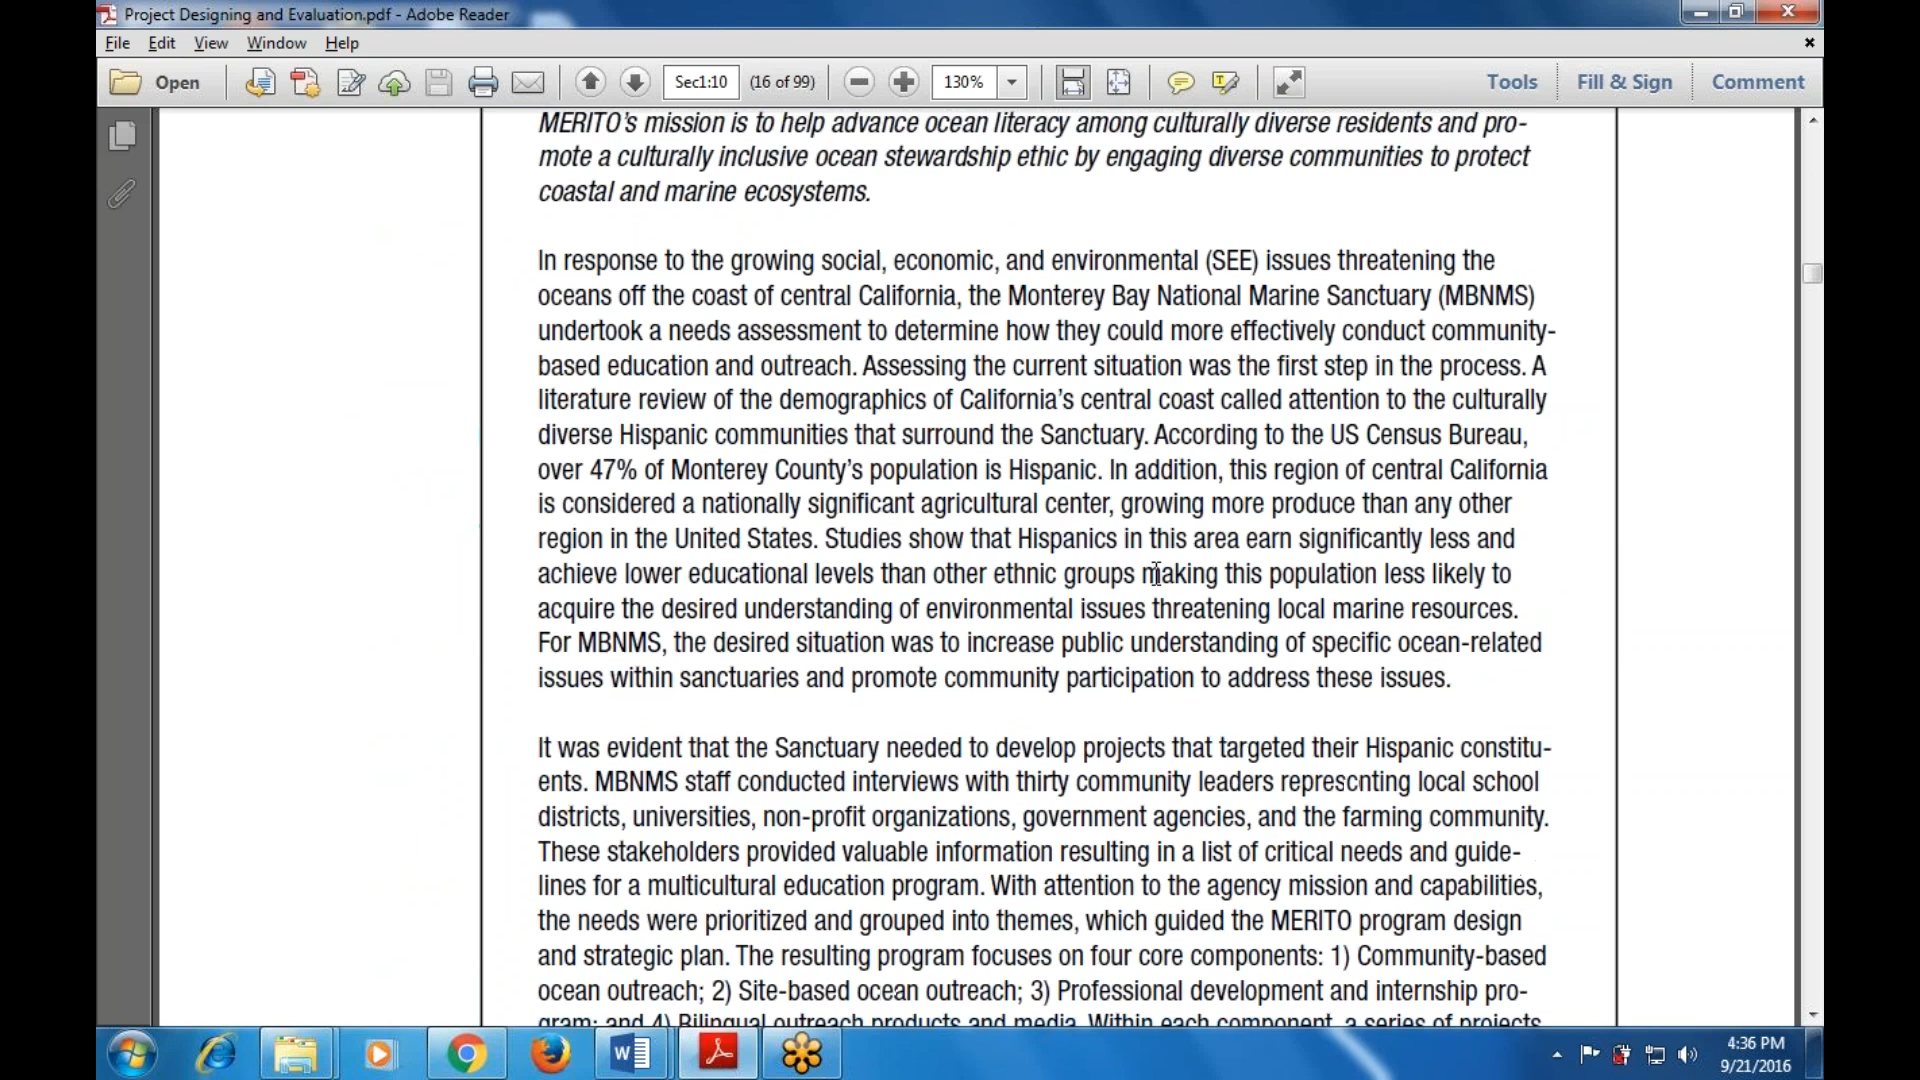 Project Designing and Evaluation.pdf - Adobe Reader
File Edit View Window Help
Open Sec1:10 (16 of 99) 130% Tools Fill & Sign Comment
MERITO's mission is to help advance ocean literacy among culturally diverse residents and pro-
mote a culturally inclusive ocean stewardship ethic by engaging diverse communities to protect
coastal and marine ecosystems.
In response to the growing social, economic, and environmental (SEE) issues threatening the
oceans off the coast of central California, the Monterey Bay National Marine Sanctuary (MBNMS)
undertook a needs assessment to determine how they could more effectively conduct community-
based education and outreach. Assessing the current situation was the first step in the process. A
literature review of the demographics of California's central coast called attention to the culturally
diverse Hispanic communities that surround the Sanctuary. According to the US Census Bureau,
over 47% of Monterey County's population is Hispanic. In addition, this region of central California
is considered a nationally significant agricultural center, growing more produce than any other
region in the United States. Studies show that Hispanics in this area earn significantly less and
achieve lower educational levels than other ethnic groups making this population less likely to
acquire the desired understanding of environmental issues threatening local marine resources.
For MBNMS, the desired situation was to increase public understanding of specific ocean-related
issues within sanctuaries and promote community participation to address these issues.
It was evident that the Sanctuary needed to develop projects that targeted their Hispanic constitu-
ents. MBNMS staff conducted interviews with thirty community leaders representing local school
districts, universities, non-profit organizations, government agencies, and the farming community.
These stakeholders provided valuable information resulting in a list of critical needs and guide-
lines for a multicultural education program. With attention to the agency mission and capabilities,
the needs were prioritized and grouped into themes, which guided the MERITO program design
and strategic plan. The resulting program focuses on four core components: 1) Community-based
ocean outreach; 2) Site-based ocean outreach; 3) Professional development and internship pro-
gram; and 4) Bilingual outreach products and media. Within each component, a series of projects
4:36 PM
9/21/2016